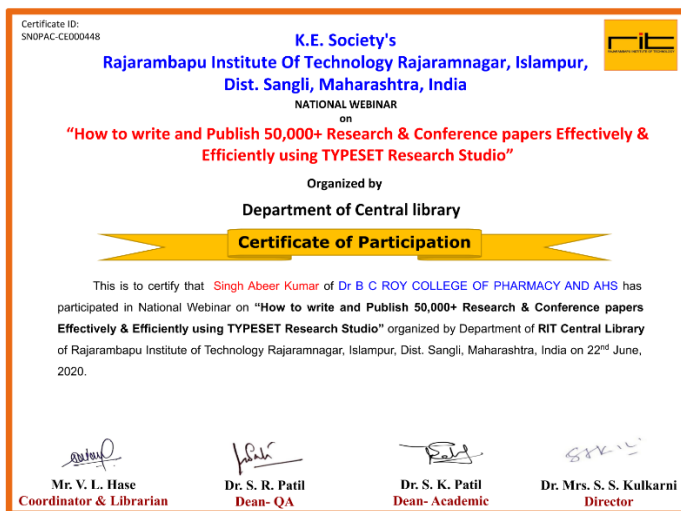 Certificate ID:
SN0PAC-CE000448
rit
K.E. Society's
Rajarambapu Institute Of Technology Rajaramnagar, Islampur,
Dist. Sangli, Maharashtra, India
NATIONAL WEBINAR
on
“How to write and Publish 50,000+ Research & Conference papers Effectively &
Efficiently using TYPESET Research Studio”
Organized by
Department of Central library
Certificate of Participation
This is to certify that Singh Abeer Kumar of Dr B C ROY COLLEGE OF PHARMACY AND AHS has
participated in National Webinar on “How to write and Publish 50,000+ Research & Conference papers
Effectively & Efficiently using TYPESET Research Studio” organized by Department of RIT Central Library
of Rajarambapu Institute of Technology Rajaramnagar, Islampur, Dist. Sangli, Maharashtra, India on 22nd June,
2020.
Mr. V. L. Hase
Coordinator & Librarian
Dr. S. R. Patil
Dean- QA
Dr. S. K. Patil
Dean- Academic
Dr. Mrs. S. S. Kulkarni
Director